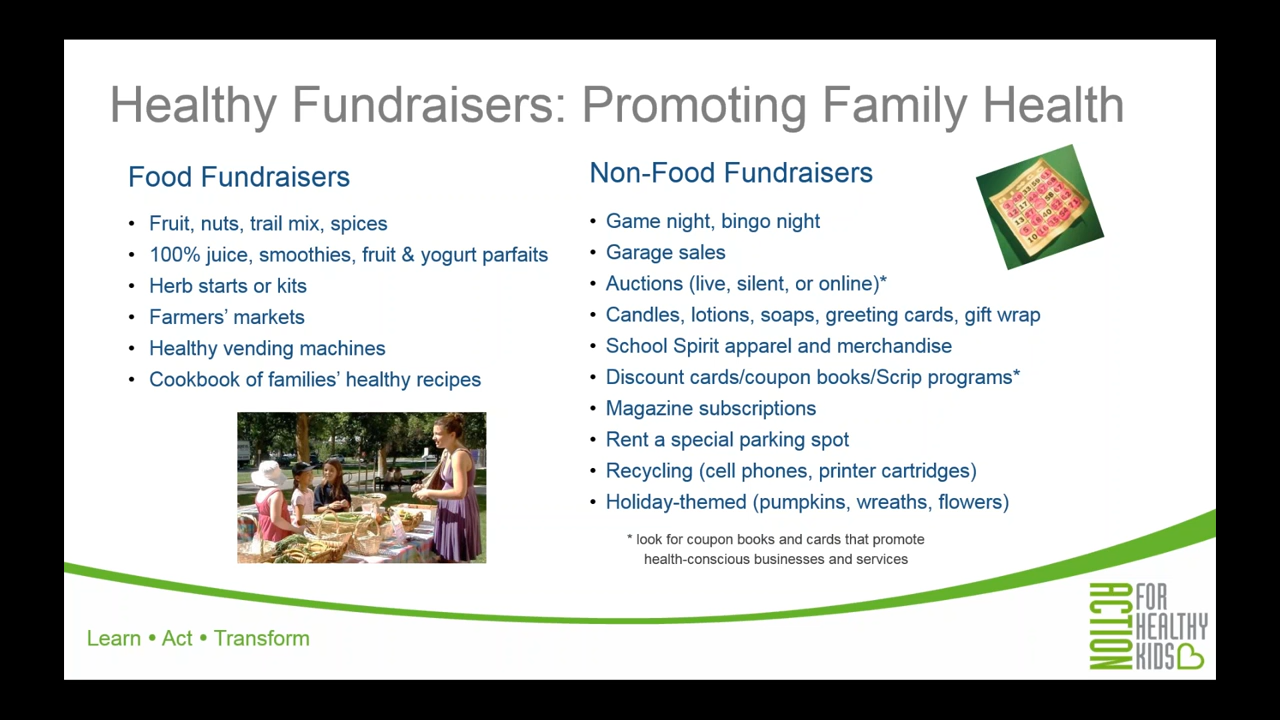 Healthy Fundraisers: Promoting Family Health
Food Fundraisers
• Fruit, nuts, trail mix, spices
• 100% juice, smoothies, fruit & yogurt parfaits
• Herb starts or kits
• Farmers’ markets
• Healthy vending machines
• Cookbook of families’ healthy recipes
Non-Food Fundraisers
• Game night, bingo night
• Garage sales
• Auctions (live, silent, or online)*
• Candles, lotions, soaps, greeting cards, gift wrap
• School Spirit apparel and merchandise
• Discount cards/coupon books/Scrip programs*
• Magazine subscriptions
• Rent a special parking spot
• Recycling (cell phones, printer cartridges)
• Holiday-themed (pumpkins, wreaths, flowers)
* look for coupon books and cards that promote
health-conscious businesses and services
Learn • Act • Transform
ACTION
FOR
HEALTHY
KIDS